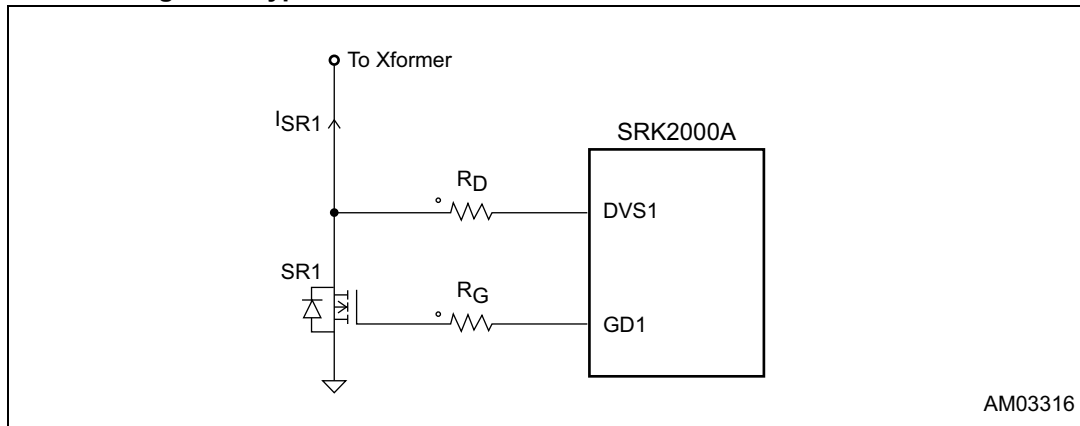 To Xformer
ISR1
SRK2000A
RD
DVS1
SR1
RG
GD1
AM03316